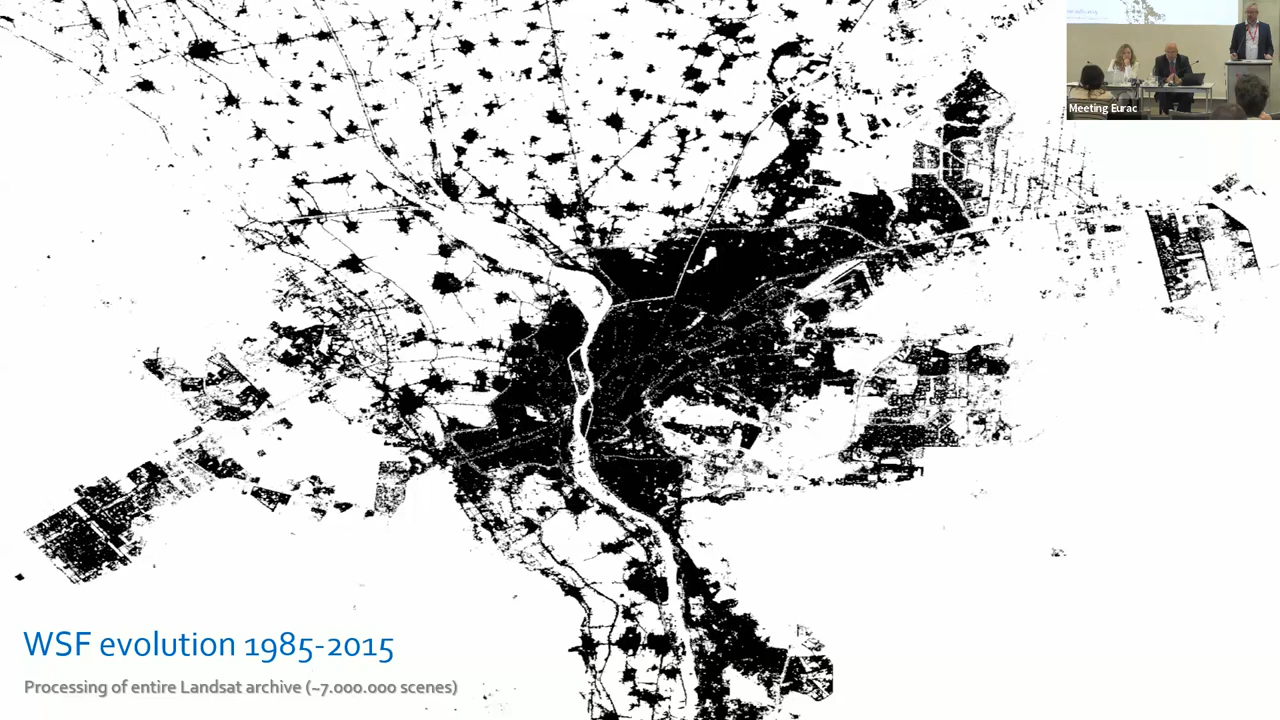 Meeting Eurac
WSF evolution 1985-2015
Processing of entire Landsat archive (~7.000.000 scenes)